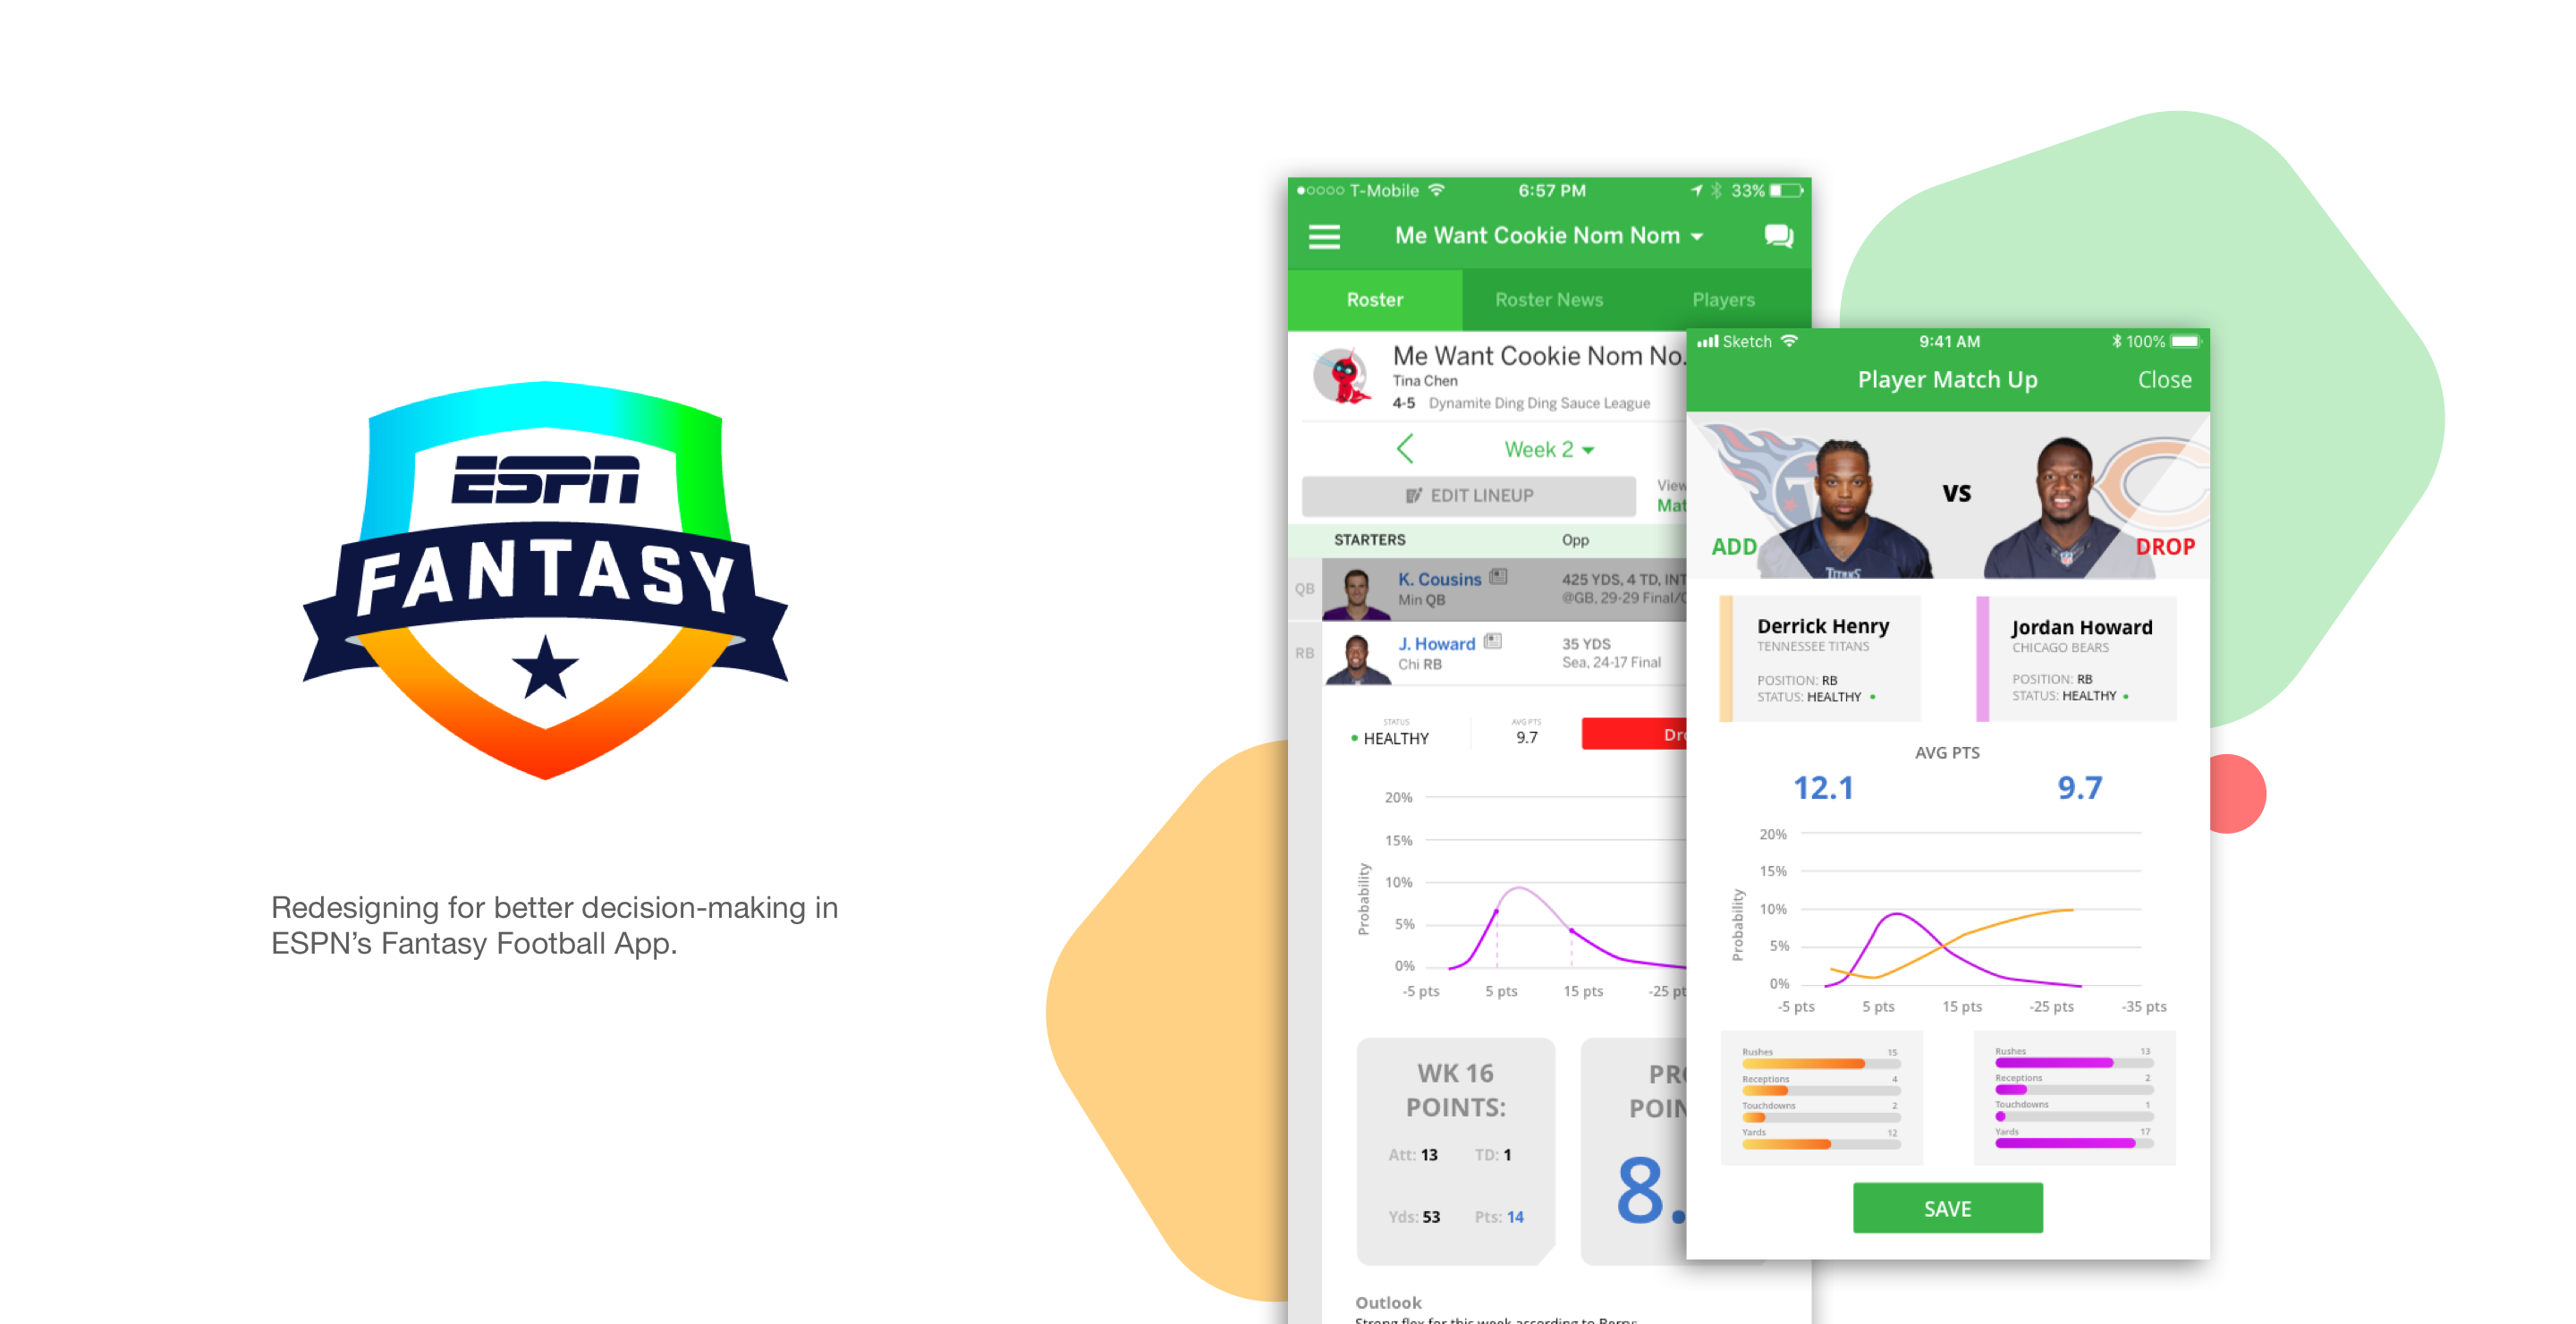 ESPN
FANTASY
Redesigning for better decision-making in
ESPN's Fantasy Football App.
T-Mobile 6:57 PM 33%
Me Want Cookie Nom Nom
Roster Roster News Players
Me Want Cookie Nom No.
Tina Chen
4-5 Dynamite Ding Ding Sauce League
Week 2
EDIT LINEUP View
Mat
STARTERS Opp
QB K. Cousins 425 YDS, 4 TD, INT
Min QB @GB, 29-29 Final/
RB J. Howard 35 YDS
Chi RB Sea, 24-17 Final
STATUS AVG PTS
HEALTHY 9.7 Dr
20%
15%
10%
5%
0%
Probability
-5 pts 5 pts 15 pts -25 pt
WK 16
POINTS:
Att: 13 TD: 1
Yds: 53 Pts: 14
PR
POIN
8.
Outlook
Strong flex for this week according to Berry:
Sketch 9:41 AM 100%
Player Match Up Close
TITANS
ADD VS DROP
Derrick Henry
TENNESSEE TITANS
POSITION: RB
STATUS: HEALTHY
Jordan Howard
CHICAGO BEARS
POSITION: RB
STATUS: HEALTHY
AVG PTS
12.1 9.7
20%
15%
10%
5%
0%
Probability
-5 pts 5 pts 15 pts -25 pts -35 pts
Rushes 15
Receptions 4
Touchdowns 2
Yards 12
Rushes 13
Receptions 2
Touchdowns 1
Yards 17
SAVE